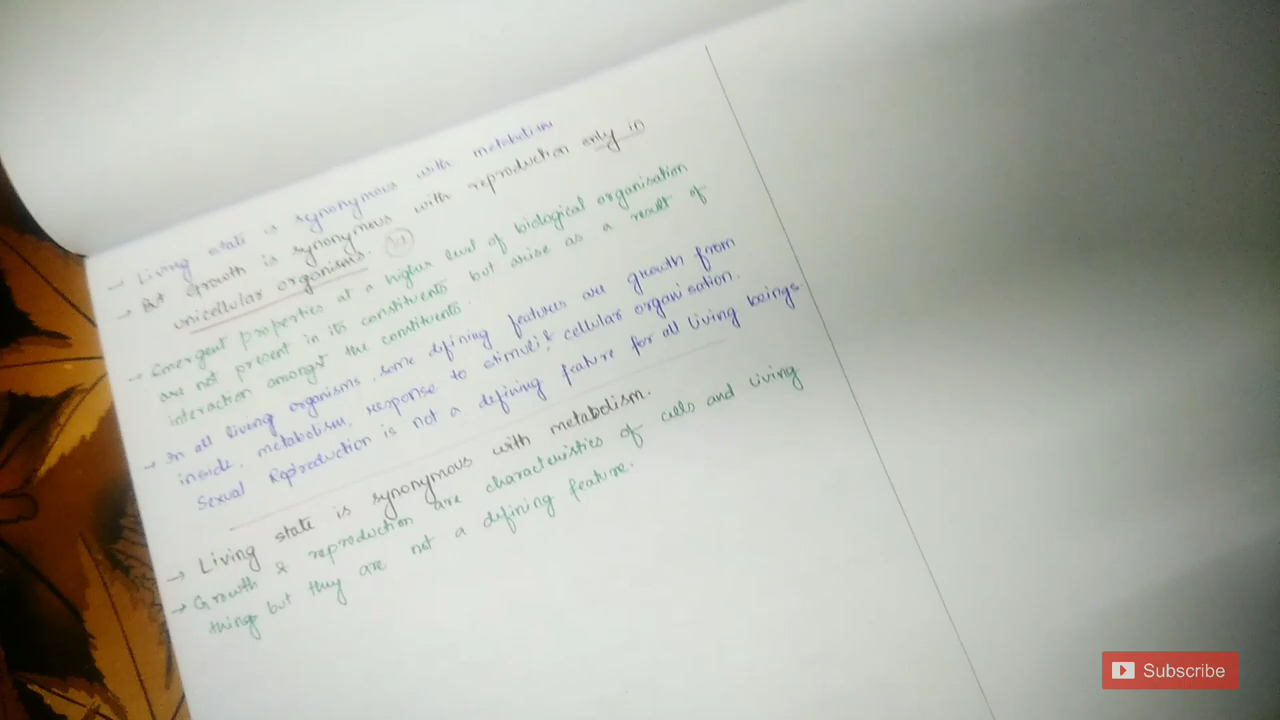 → Living state is synonymous with metabolism
→ But Growth is synonymous with reproduction only in
unicellular organisms.
→ Emergent properties at a higher level of biological organisation
are not present in its constituents but arise as a result of
interaction amongst the constituents.
→ In all living organisms, some defining features are growth from
inside, metabolism, response to stimuli & cellular organisation.
Sexual Reproduction is not a defining feature for all living beings.
→ Living state is synonymous with metabolism.
→ Growth & reproduction are characteristics of cells and living
thing but they are not a defining feature.
Subscribe